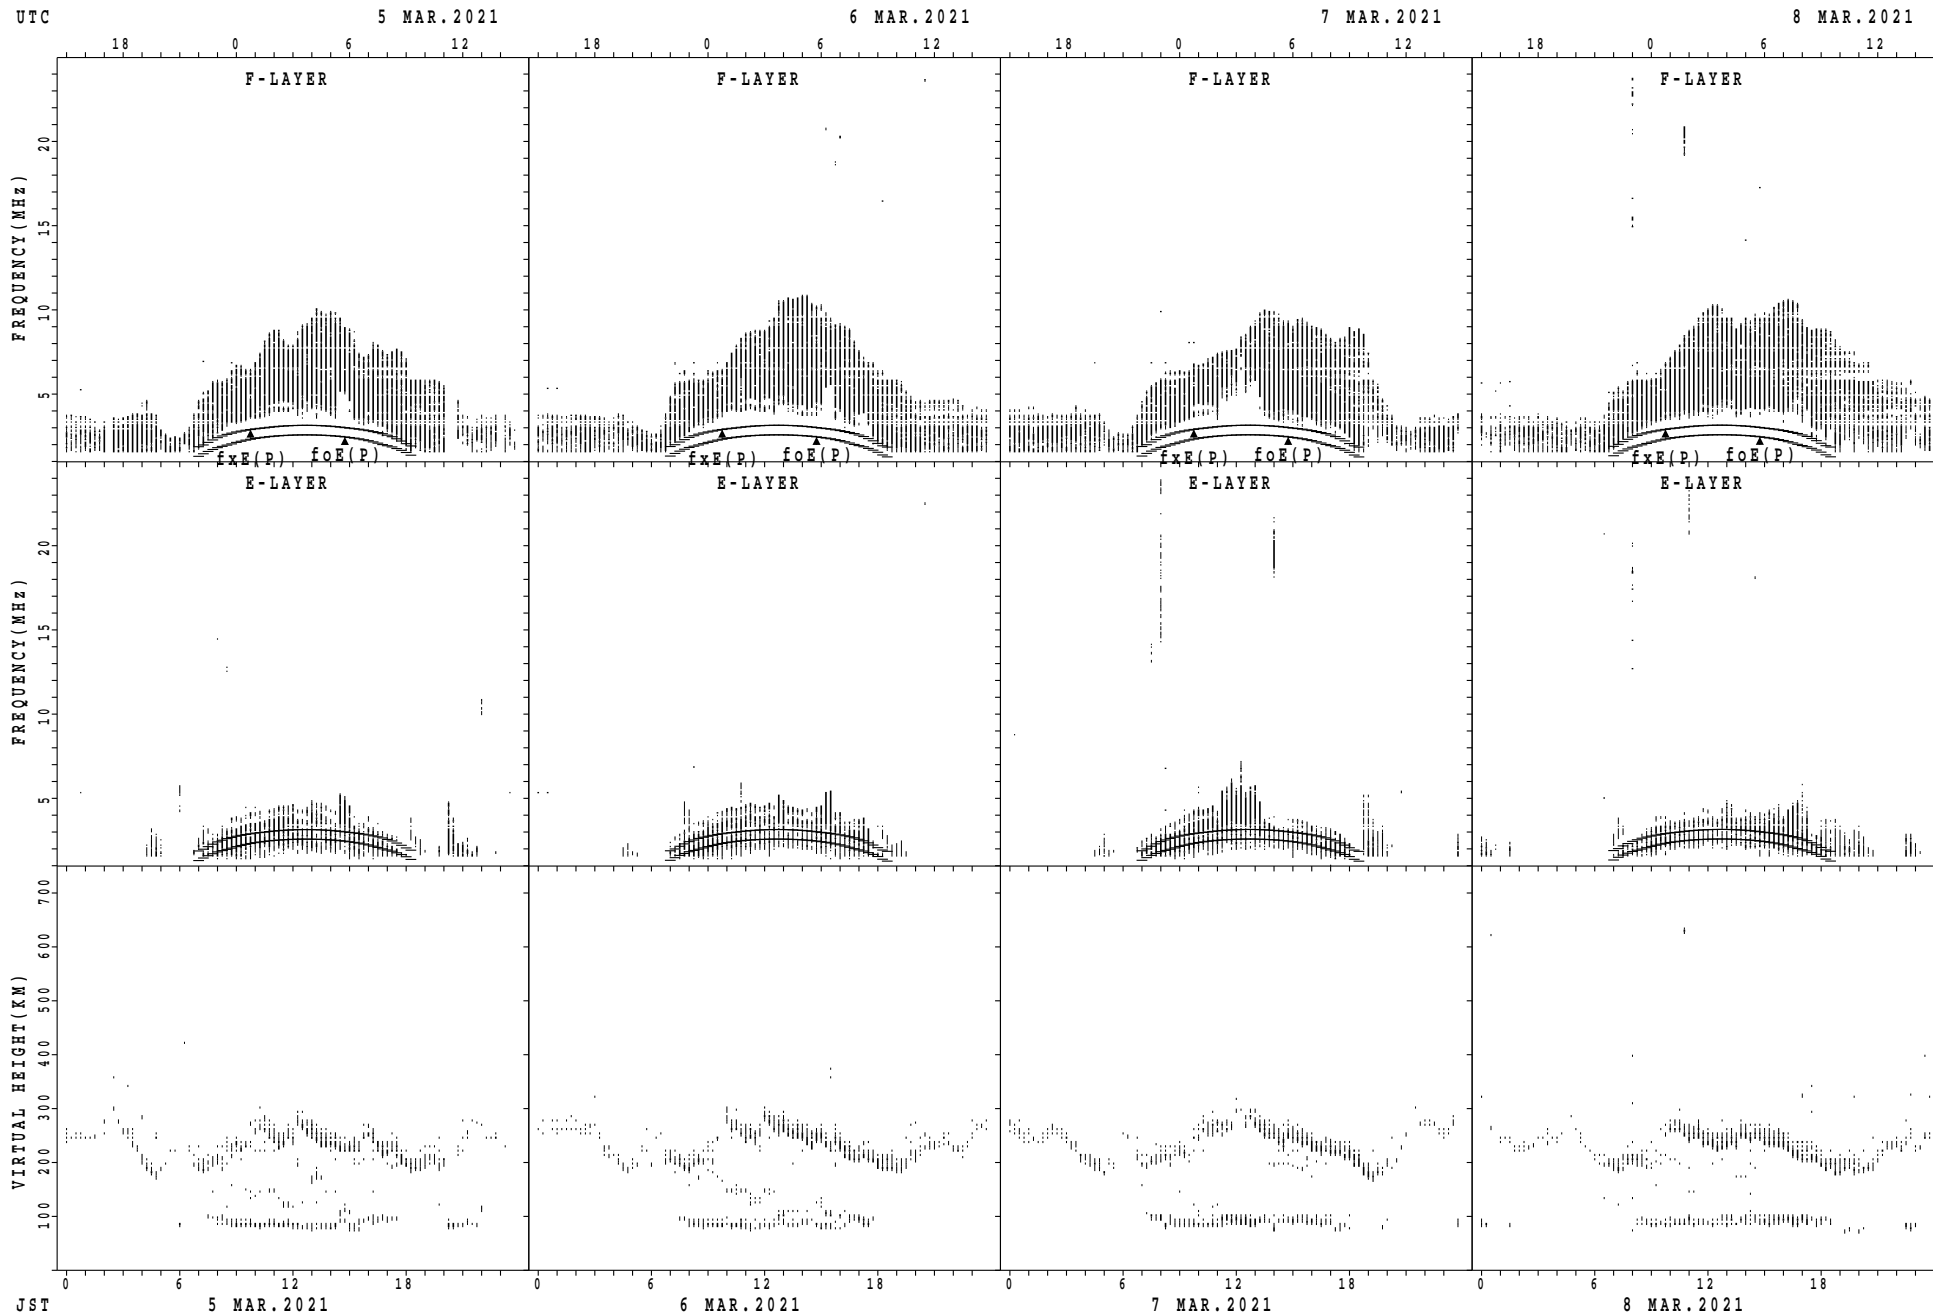 UTC 5 MAR.2021 6 MAR.2021 7 MAR.2021 8 MAR.2021
18 0 6 12 18 0 6 12 18 0 6 12 18 0 6 12
F-LAYER F-LAYER F-LAYER F-LAYER
FREQUENCY(MHz)
20
15
10
5
fxE(P) foE(P) fxE(P) foE(P) fxE(P) foE(P) fxE(P) foE(P)
E-LAYER E-LAYER E-LAYER E-LAYER
FREQUENCY(MHz)
20
15
10
5
VIRTUAL HEIGHT(KM)
700
600
500
400
300
200
100
0 6 12 18 0 6 12 18 0 6 12 18 0 6 12 18
JST 5 MAR.2021 6 MAR.2021 7 MAR.2021 8 MAR.2021